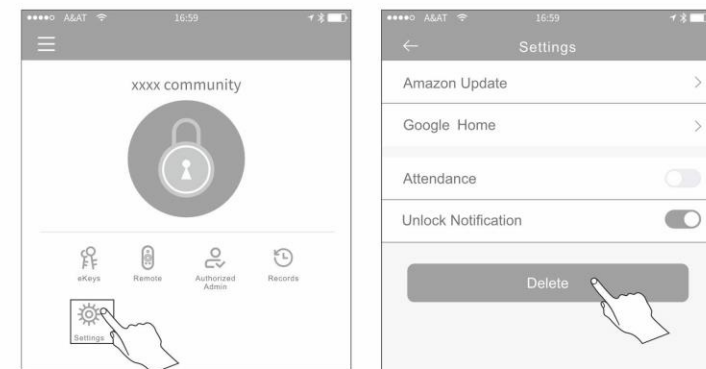 A&AT 16:59
xxxx community
eKeys Remote Authorized Admin Records
Settings
A&AT 16:59
Settings
Amazon Update
Google Home
Attendance
Unlock Notification
Delete